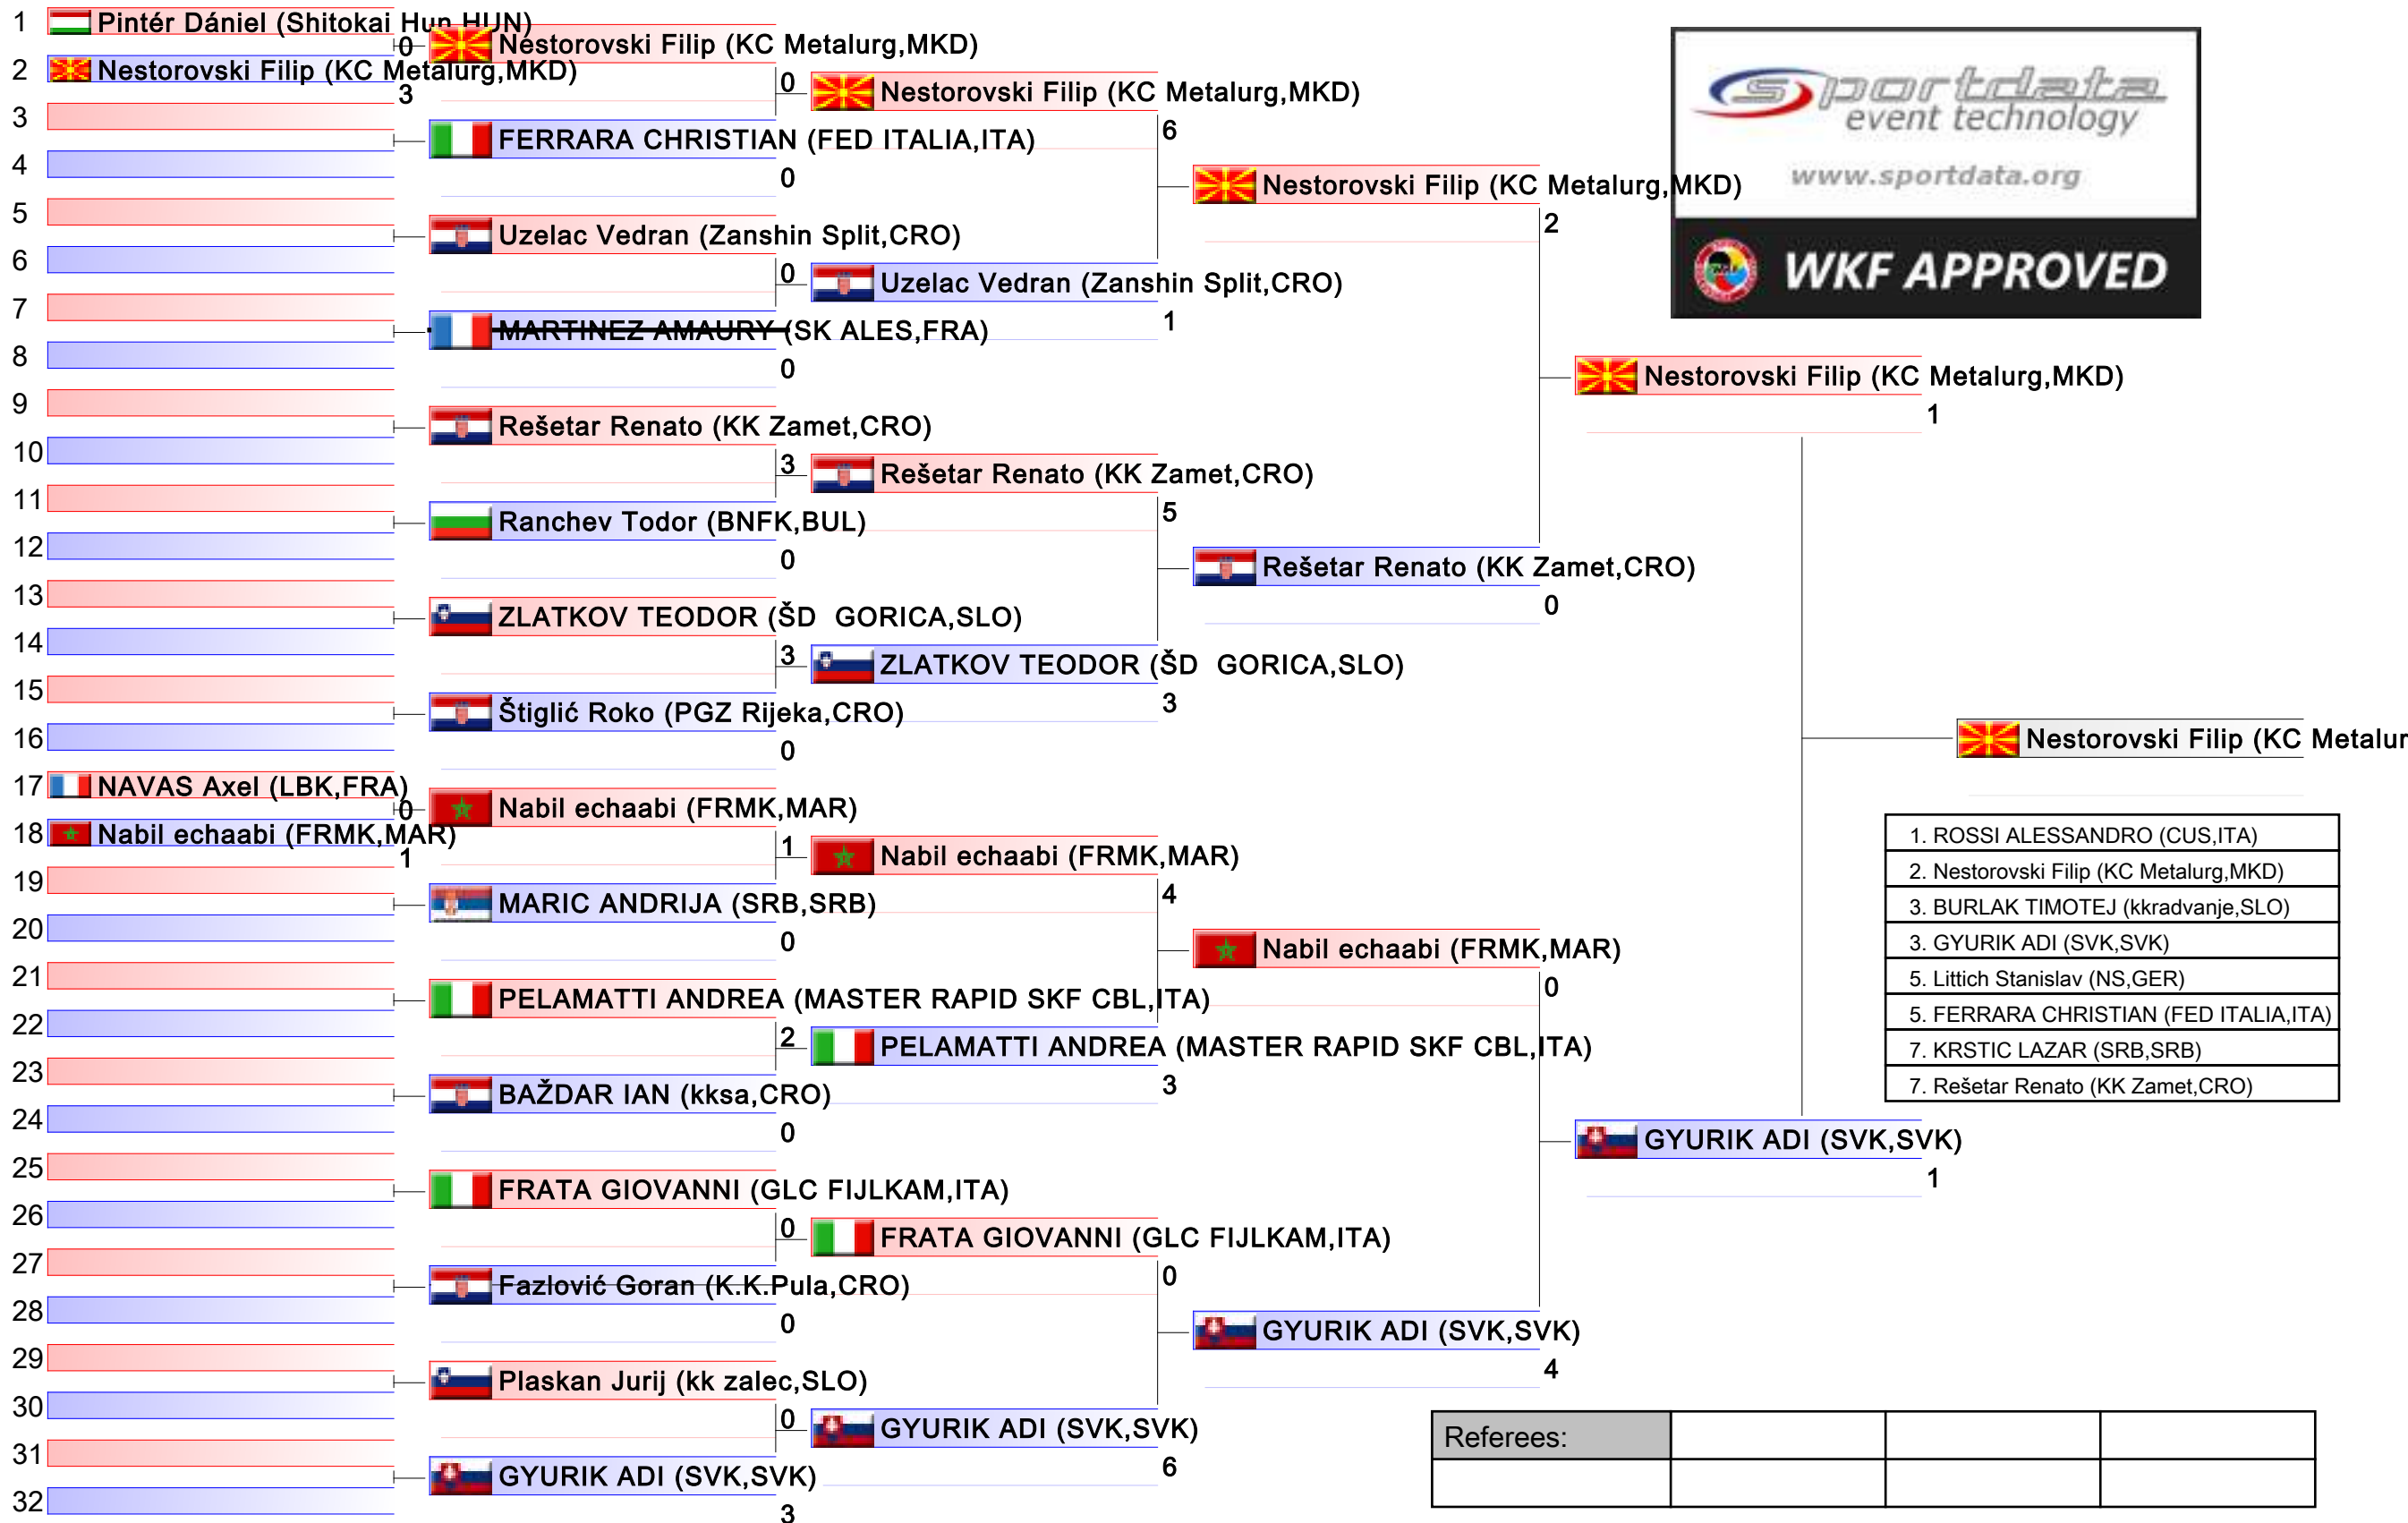 1 Pintér Dániel (Shitokai Hun,HUN)
0
2 Nestorovski Filip (KC Metalurg,MKD)
3
3
4
5
6
7
8
9
10
11
12
13
14
15
16
17 NAVAS Axel (LBK,FRA)
0
18 Nabil echaabi (FRMK,MAR)
1
19
20
21
22
23
24
25
26
27
28
29
30
31
32
Nestorovski Filip (KC Metalurg,MKD)
0
FERRARA CHRISTIAN (FED ITALIA,ITA)
0
Uzelac Vedran (Zanshin Split,CRO)
0
MARTINEZ AMAURY (SK ALES,FRA)
0
Rešetar Renato (KK Zamet,CRO)
3
Ranchev Todor (BNFK,BUL)
0
ZLATKOV TEODOR (ŠD  GORICA,SLO)
3
Štiglić Roko (PGZ Rijeka,CRO)
0
Nabil echaabi (FRMK,MAR)
1
MARIC ANDRIJA (SRB,SRB)
0
PELAMATTI ANDREA (MASTER RAPID SKF CBL,ITA)
2
BAŽDAR IAN (kksa,CRO)
0
FRATA GIOVANNI (GLC FIJLKAM,ITA)
0
Fazlović Goran (K.K.Pula,CRO)
0
Plaskan Jurij (kk zalec,SLO)
0
GYURIK ADI (SVK,SVK)
3
Nestorovski Filip (KC Metalurg,MKD)
6
Uzelac Vedran (Zanshin Split,CRO)
1
Rešetar Renato (KK Zamet,CRO)
5
ZLATKOV TEODOR (ŠD  GORICA,SLO)
3
Nabil echaabi (FRMK,MAR)
4
PELAMATTI ANDREA (MASTER RAPID SKF CBL,ITA)
3
FRATA GIOVANNI (GLC FIJLKAM,ITA)
0
GYURIK ADI (SVK,SVK)
6
Nestorovski Filip (KC Metalurg,MKD)
2
Rešetar Renato (KK Zamet,CRO)
0
Nabil echaabi (FRMK,MAR)
0
GYURIK ADI (SVK,SVK)
4
Nestorovski Filip (KC Metalurg,MKD)
1
GYURIK ADI (SVK,SVK)
1
Nestorovski Filip (KC Metalur
sportdata
event technology
www.sportdata.org
WKF APPROVED
1. ROSSI ALESSANDRO (CUS,ITA)
2. Nestorovski Filip (KC Metalurg,MKD)
3. BURLAK TIMOTEJ (kkradvanje,SLO)
3. GYURIK ADI (SVK,SVK)
5. Littich Stanislav (NS,GER)
5. FERRARA CHRISTIAN (FED ITALIA,ITA)
7. KRSTIC LAZAR (SRB,SRB)
7. Rešetar Renato (KK Zamet,CRO)
Referees: